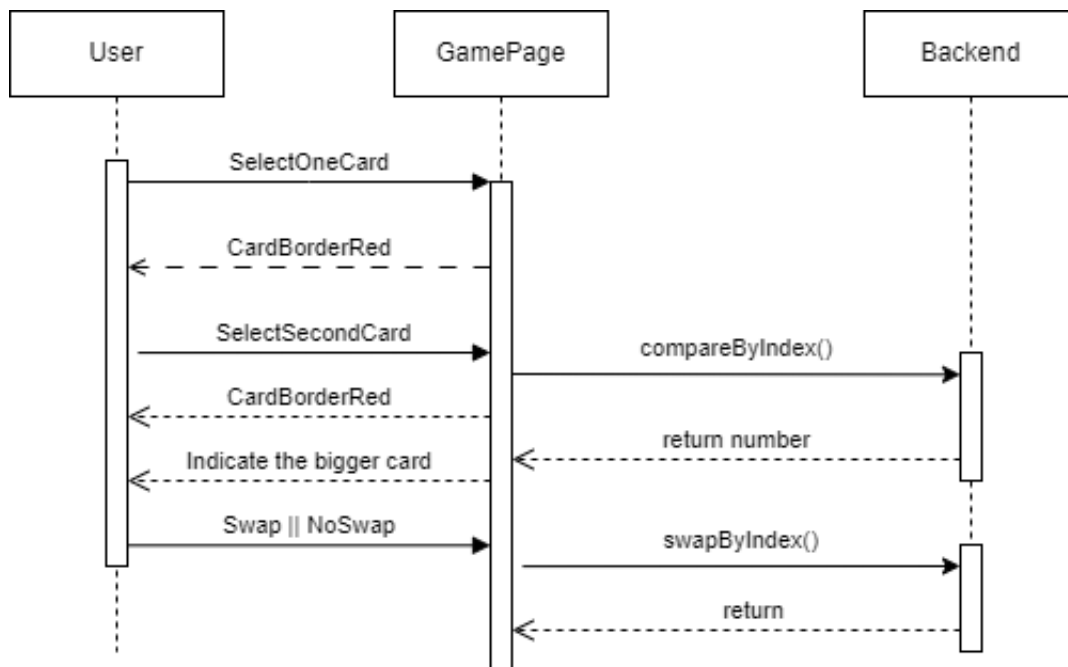 User
GamePage
Backend
SelectOneCard
CardBorderRed
SelectSecondCard
compareByIndex()
CardBorderRed
return number
Indicate the bigger card
Swap || NoSwap
swapByIndex()
return